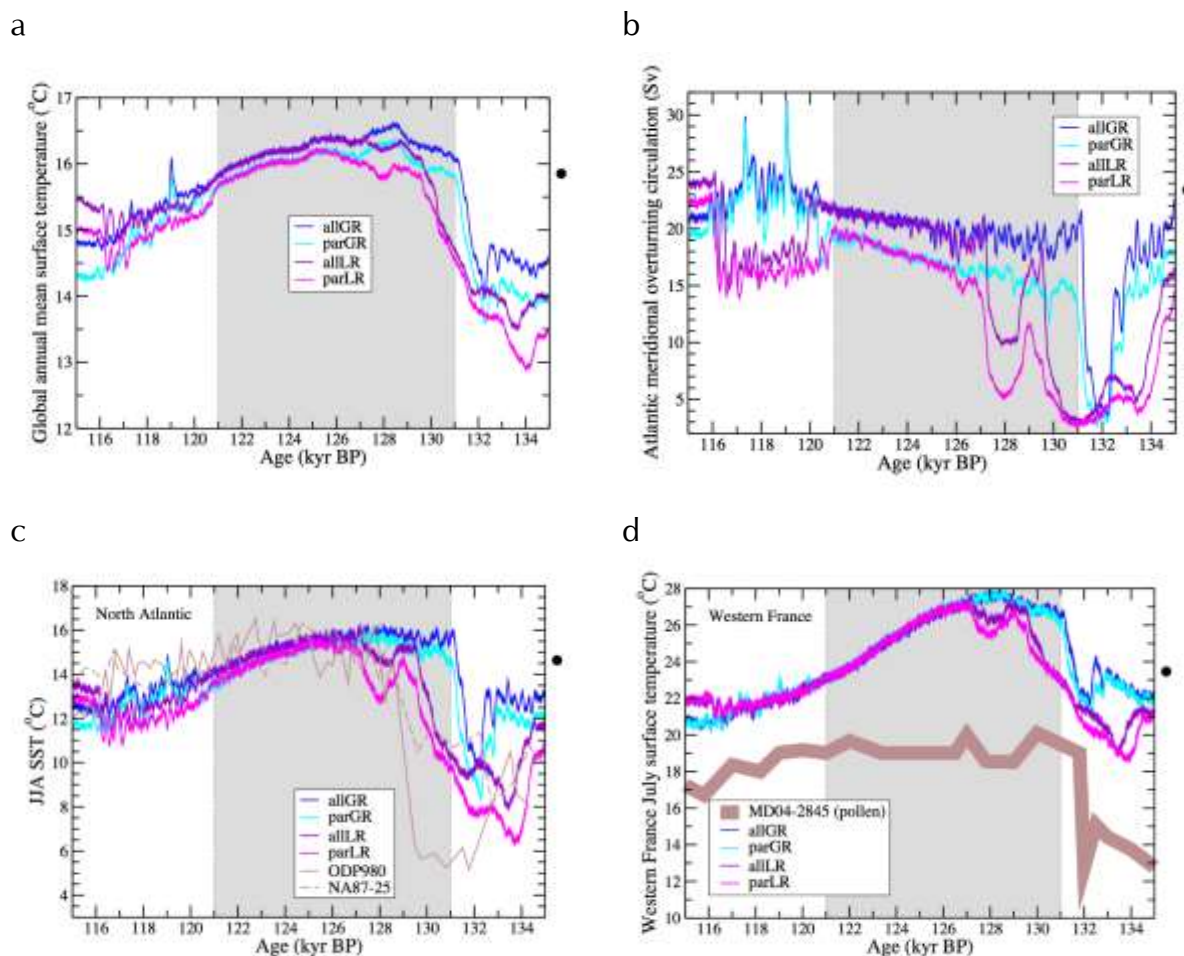 a
b
Global annual mean surface temperature (°C)
17
16
15
14
13
12
allGR
parGR
allLR
parLR
116 118 120 122 124 126 128 130 132 134
Age (kyr BP)
Atlantic meridional overturning circulation (Sv)
30
25
20
15
10
5
allGR
parGR
allLR
parLR
116 118 120 122 124 126 128 130 132 134
Age (kyr BP)
c
d
JJA SST (°C)
18
16
14
12
10
8
6
4
North Atlantic
allGR
parGR
allLR
parLR
ODP980
NA87-25
116 118 120 122 124 126 128 130 132 134
Age (kyr BP)
Western France July surface temperature (°C)
28
26
24
22
21
19
17
16
14
12
10
Western France
MD04-2845 (pollen)
allGR
parGR
allLR
parLR
116 118 120 122 124 126 128 130 132 134
Age (kyr BP)